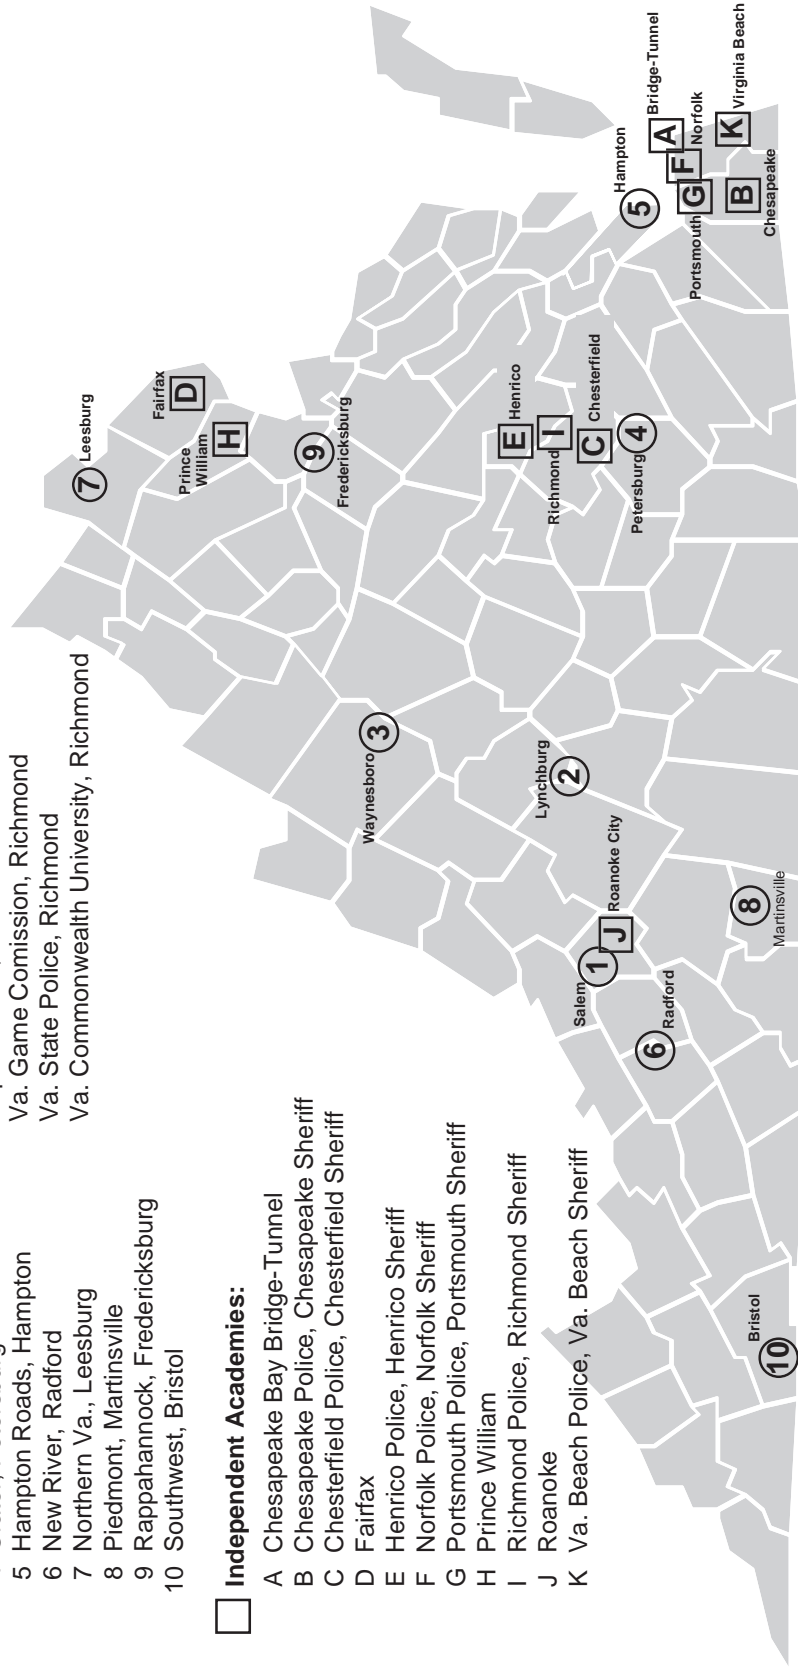 5 Hampton Roads, Hampton
6 New River, Radford
7 Northern Va., Leesburg
8 Piedmont, Martinsville
9 Rappahannock, Fredericksburg
10 Southwest, Bristol
Va. Game Comission, Richmond
Va. State Police, Richmond
Va. Commonwealth University, Richmond
Independent Academies:
A Chesapeake Bay Bridge-Tunnel
B Chesapeake Police, Chesapeake Sheriff
C Chesterfield Police, Chesterfield Sheriff
D Fairfax
E Henrico Police, Henrico Sheriff
F Norfolk Police, Norfolk Sheriff
G Portsmouth Police, Portsmouth Sheriff
H Prince William
I Richmond Police, Richmond Sheriff
J Roanoke
K Va. Beach Police, Va. Beach Sheriff
7 Leesburg
Fairfax
D
Prince
William
H
9
Fredericksburg
Waynesboro 3
E Henrico
Richmond I
C Chesterfield
Petersburg 4
Lynchburg
2
Hampton
5
A Bridge-Tunnel
F Norfolk
Portsmouth G
K Virginia Beach
B
Chesapeake
Salem 1
J Roanoke City
6 Radford
8
Martinsville
Bristol
10